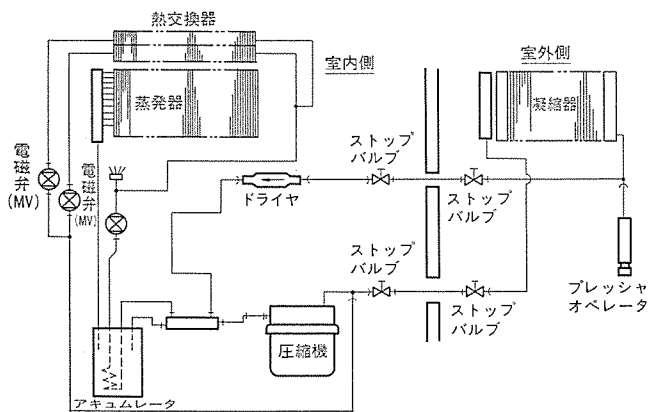 熱交換器
室内側
室外側
蒸発器
凝縮器
電磁弁
(MV)
電磁弁
(MV)
ストップ
バルブ
ドライヤ
ストップ
バルブ
ストップ
バルブ
プレッシャ
オペレータ
ストップ
バルブ
圧縮機
アキュムレータ